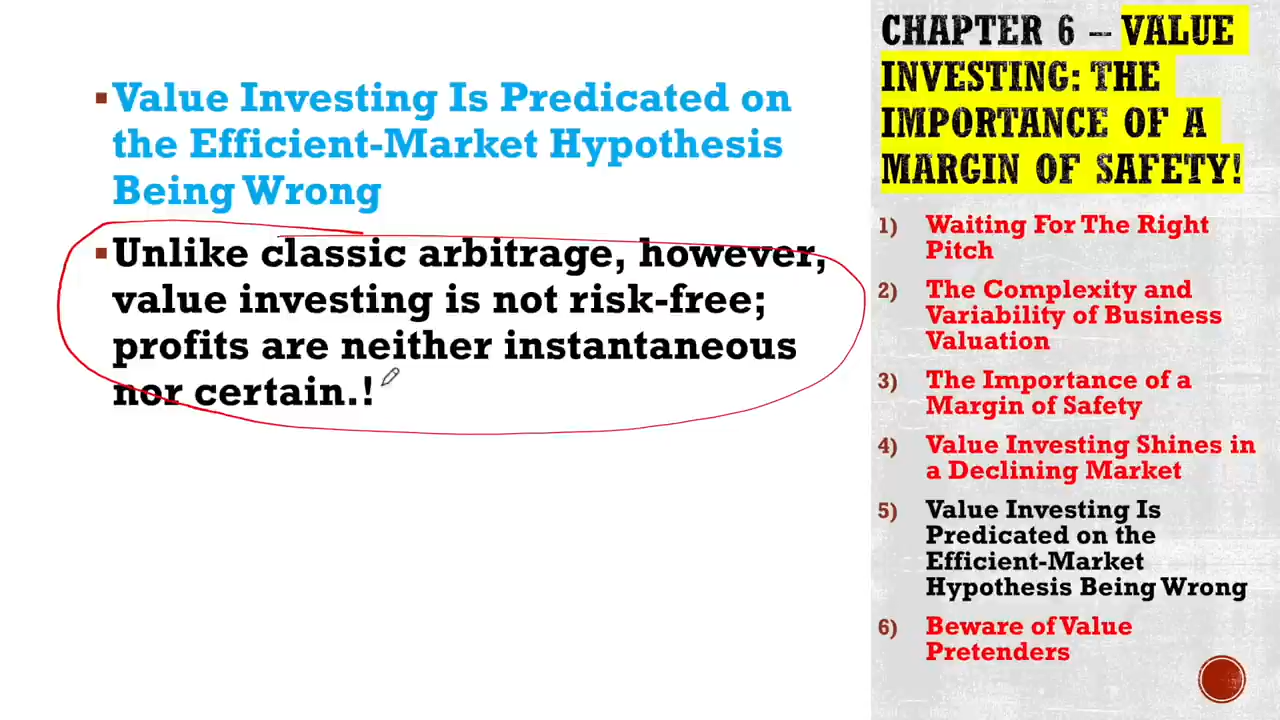 Value Investing Is Predicated on
the Efficient-Market Hypothesis
Being Wrong
Unlike classic arbitrage, however,
value investing is not risk-free;
profits are neither instantaneous
nor certain.!
CHAPTER 6 – VALUE
INVESTING: THE
IMPORTANCE OF A
MARGIN OF SAFETY!
1) Waiting For The Right
Pitch
2) The Complexity and
Variability of Business
Valuation
3) The Importance of a
Margin of Safety
4) Value Investing Shines in
a Declining Market
5) Value Investing Is
Predicated on the
Efficient-Market
Hypothesis Being Wrong
6) Beware of Value
Pretenders